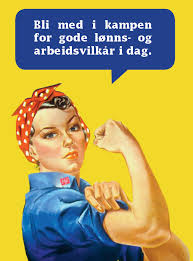 Bli med i kampen
for gode lønns- og
arbeidsvilkår i dag.